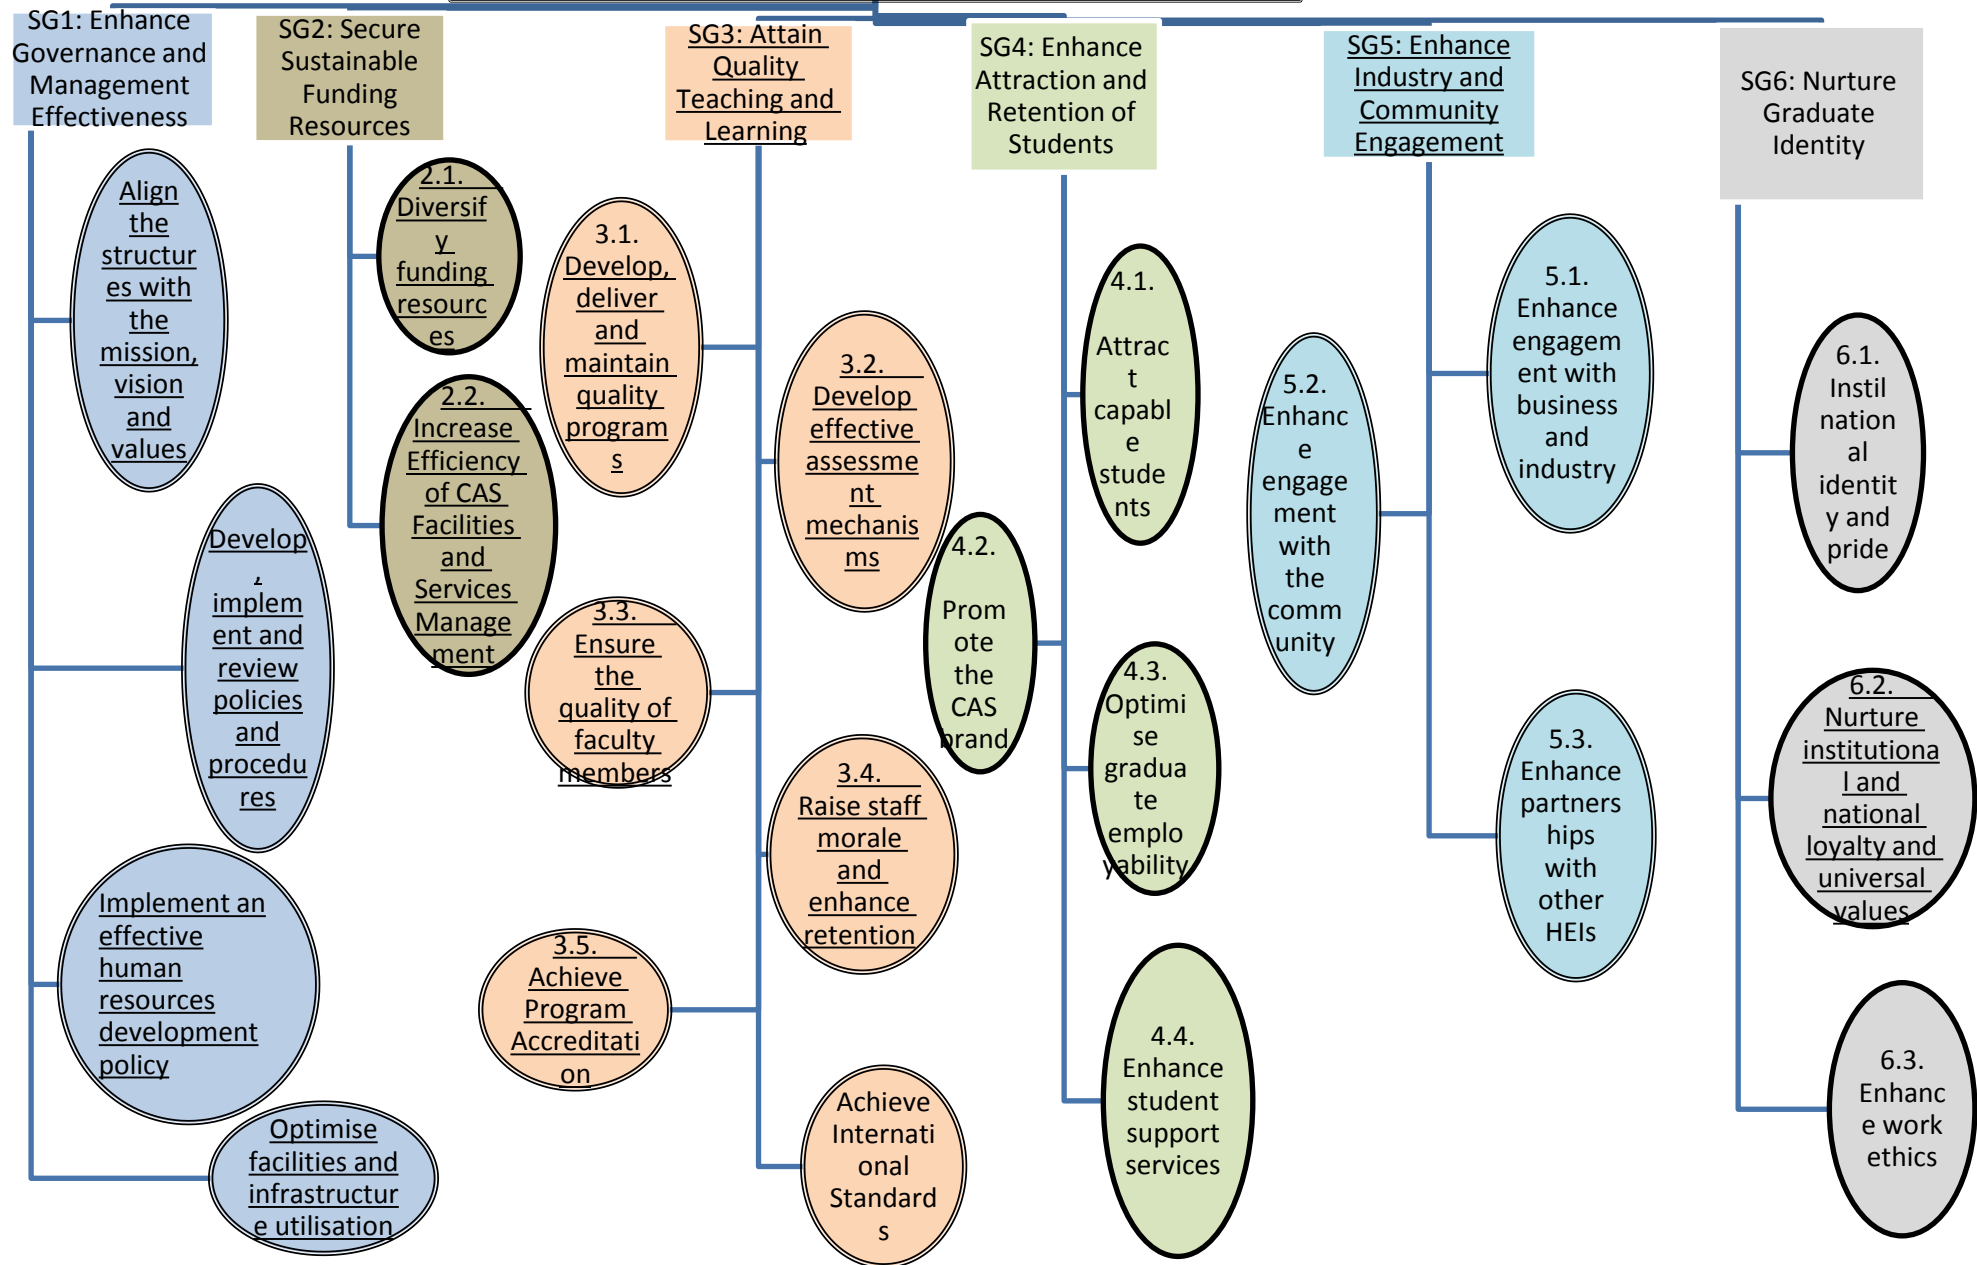 SG1: Enhance
Governance and
Management
Effectiveness
SG2: Secure
Sustainable
Funding
Resources
SG3: Attain
Quality
Teaching and
Learning
SG4: Enhance
Attraction and
Retention of
Students
SG5: Enhance
Industry and
Community
Engagement
SG6: Nurture
Graduate
Identity
Align
the
structur
es with
the
mission,
vision
and
values
Develop
,
implem
ent and
review
policies
and
procedu
res
Implement an
effective
human
resources
development
policy
Optimise
facilities and
infrastructur
e utilisation
2.1.
Diversif
y
funding
resourc
es
2.2.
Increase
Efficiency
of CAS
Facilities
and
Services
Manage
ment
3.1.
Develop,
deliver
and
maintain
quality
program
s
3.2.
Develop
effective
assessme
nt
mechanis
ms
3.3.
Ensure
the
quality of
faculty
members
3.4.
Raise staff
morale
and
enhance
retention
3.5.
Achieve
Program
Accreditati
on
Achieve
Internati
onal
Standard
s
4.1.
Attrac
t
capabl
e
stude
nts
4.2.
Prom
ote
the
CAS
brand
4.3.
Optimi
se
gradua
te
emplo
yability
4.4.
Enhance
student
support
services
5.1.
Enhance
engagem
ent with
business
and
industry
5.2.
Enhanc
e
engage
ment
with
the
comm
unity
5.3.
Enhance
partners
hips
with
other
HEIs
6.1.
Instil
nation
al
identit
y and
pride
6.2.
Nurture
institutiona
l and
national
loyalty and
universal
values
6.3.
Enhanc
e work
ethics